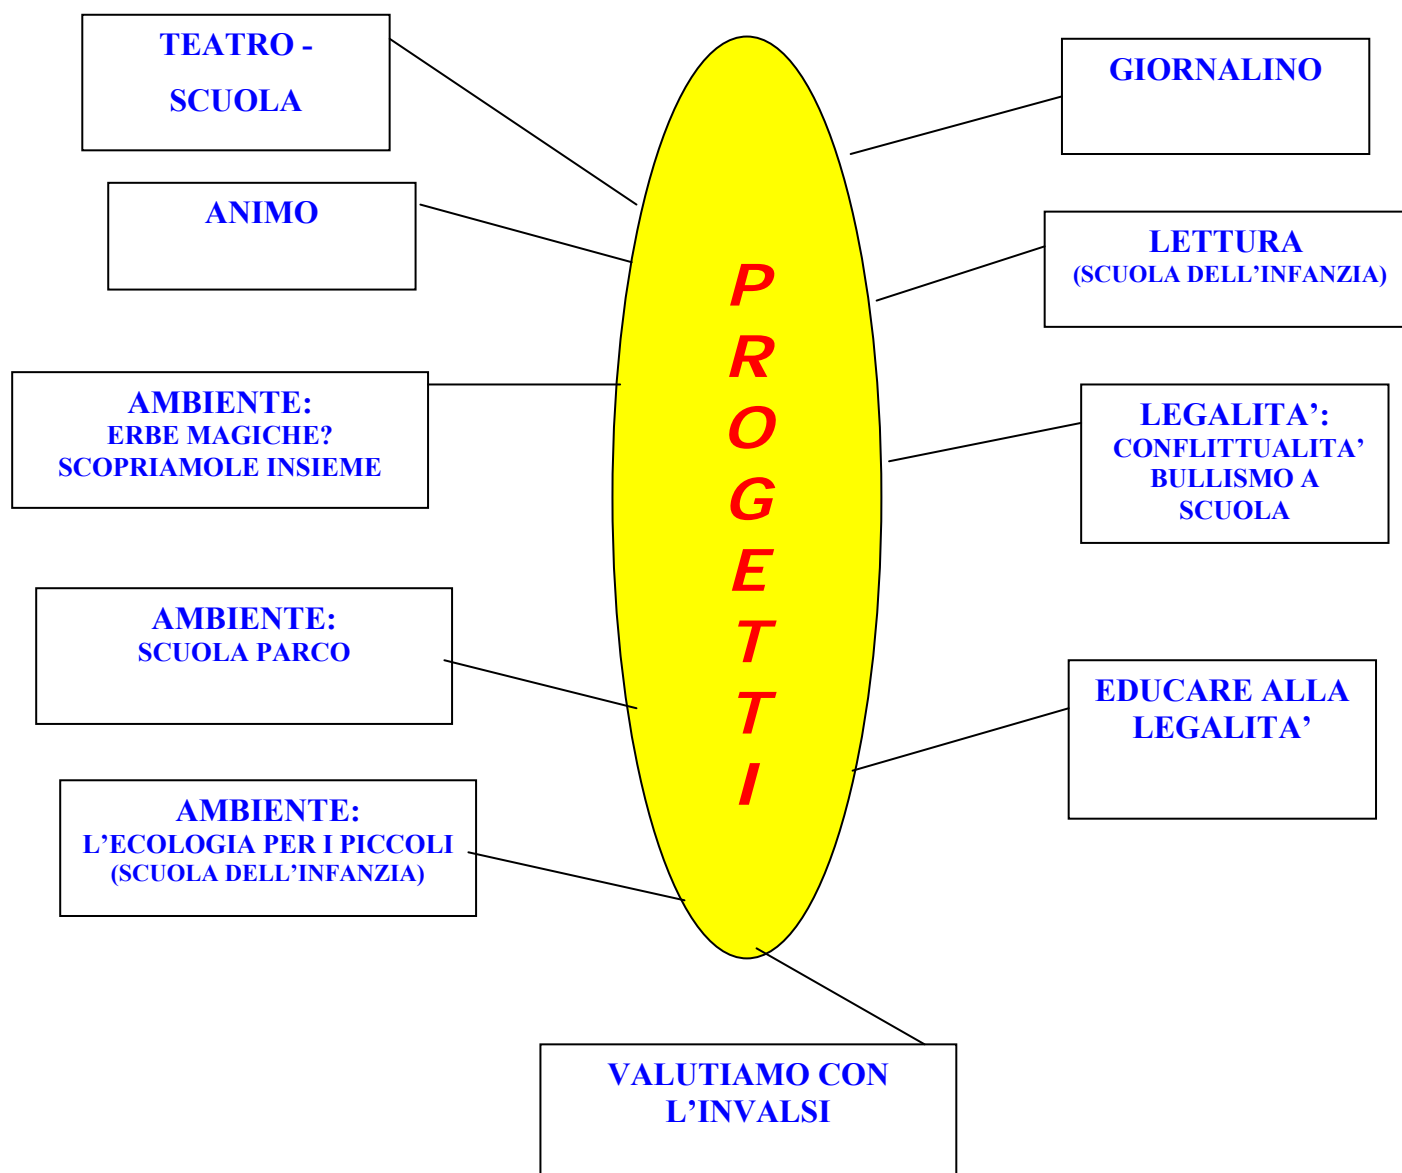 TEATRO -
SCUOLA
GIORNALINO
ANIMO
LETTURA
(SCUOLA DELL’INFANZIA)
P
R
O
G
E
T
T
I
AMBIENTE:
ERBE MAGICHE?
SCOPRIAMOLE INSIEME
LEGALITA’:
CONFLITTUALITA’
BULLISMO A
SCUOLA
AMBIENTE:
SCUOLA PARCO
EDUCARE ALLA
LEGALITA’
AMBIENTE:
L’ECOLOGIA PER I PICCOLI
(SCUOLA DELL’INFANZIA)
VALUTIAMO CON
L’INVALSI